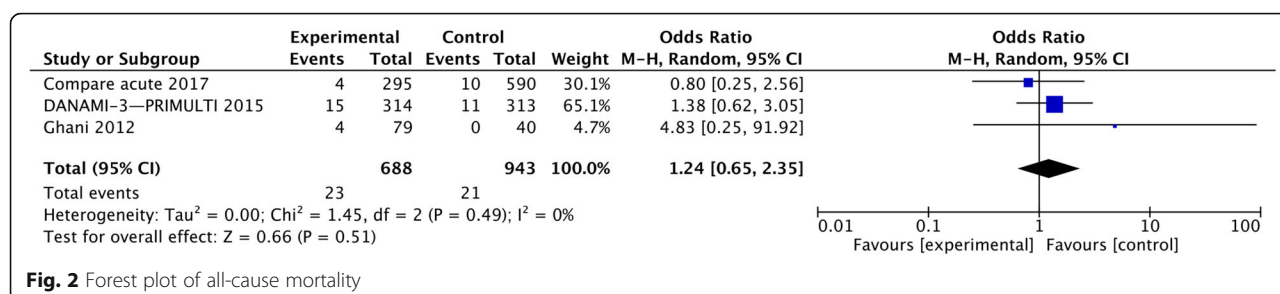 Experimental Control Odds Ratio Odds Ratio
Study or Subgroup Events Total Events Total Weight M-H, Random, 95% CI M-H, Random, 95% CI
Compare acute 2017 4 295 10 590 30.1% 0.80 [0.25, 2.56]
DANAMI-3—PRIMULTI 2015 15 314 11 313 65.1% 1.38 [0.62, 3.05]
Ghani 2012 4 79 0 40 4.7% 4.83 [0.25, 91.92]
Total (95% CI) 688 943 100.0% 1.24 [0.65, 2.35]
Total events 23 21
Heterogeneity: Tau² = 0.00; Chi² = 1.45, df = 2 (P = 0.49); I² = 0%
Test for overall effect: Z = 0.66 (P = 0.51)
0.01 0.1 1 10 100
Favours [experimental] Favours [control]
Fig. 2 Forest plot of all-cause mortality